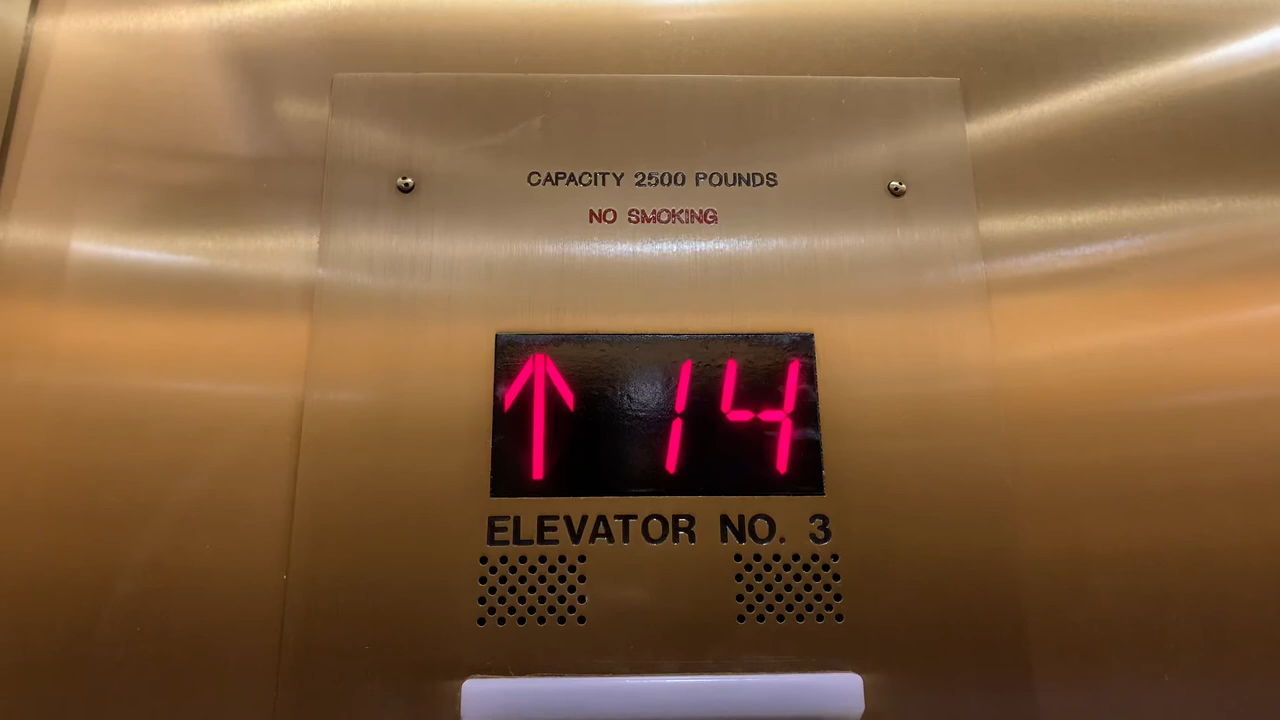 CAPACITY 2500 POUNDS
NO SMOKING
↑ 14
ELEVATOR NO. 3